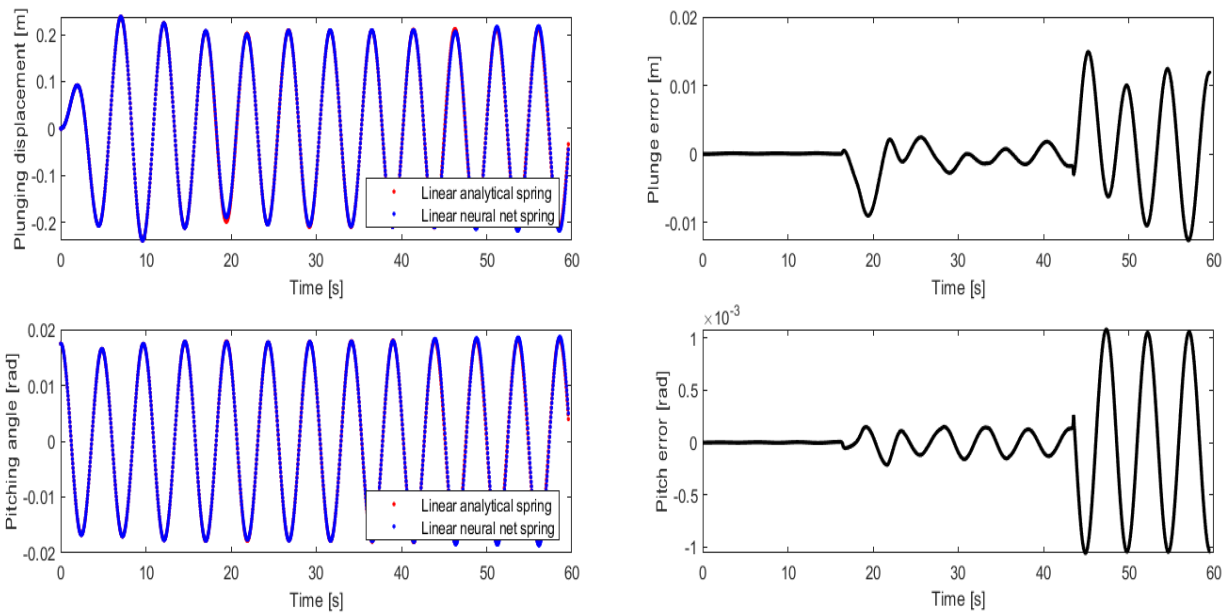 Plunging displacement [m]
0.2
0.1
0
-0.1
-0.2
Linear analytical spring
Linear neural net spring
0 10 20 30 40 50 60
Time [s]
Plunge error [m]
0.02
0.01
0
-0.01
0 10 20 30 40 50 60
Time [s]
Pitching angle [rad]
0.02
0.01
0
-0.01
-0.02
Linear analytical spring
Linear neural net spring
0 10 20 30 40 50 60
Time [s]
Pitch error [rad]
×10⁻³
1
0.5
0
-0.5
-1
0 10 20 30 40 50 60
Time [s]